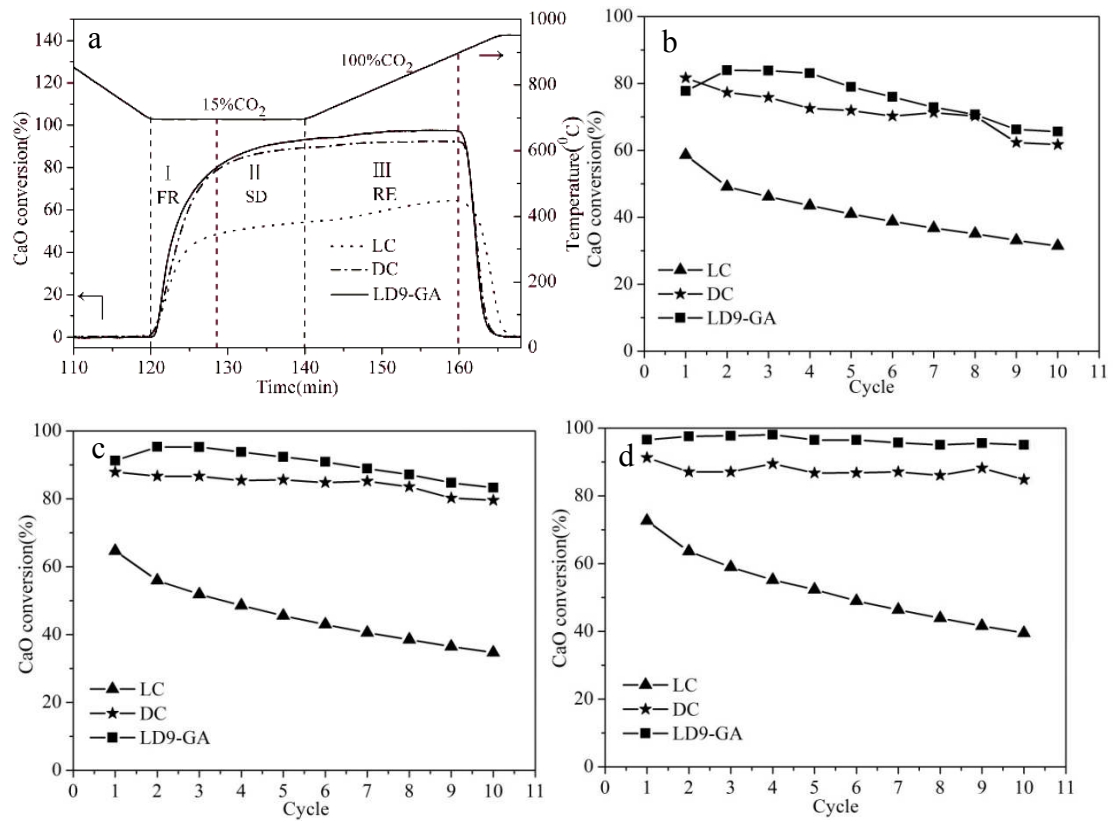 a
CaO conversion(%)
140
120
100
80
60
40
20
0
110
120
130
140
150
160
Time(min)
1000
800
600
400
200
0
Temperature(⁰C)
15%CO₂
100%CO₂
I
FR
II
SD
III
RE
LC
DC
LD9-GA
b
CaO conversion(%)
100
80
60
40
20
0
0 1 2 3 4 5 6 7 8 9 10 11
Cycle
LC
DC
LD9-GA
c
CaO conversion(%)
100
80
60
40
20
0
0 1 2 3 4 5 6 7 8 9 10 11
Cycle
LC
DC
LD9-GA
d
CaO conversion(%)
100
80
60
40
20
0
0 1 2 3 4 5 6 7 8 9 10 11
Cycle
LC
DC
LD9-GA